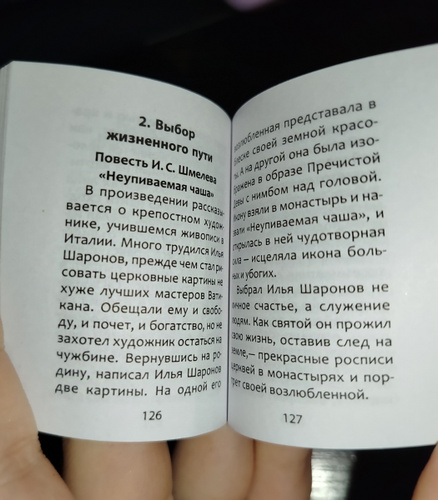 2. Выбор
жизненного пути
Повесть И. С. Шмелева
«Неупиваемая чаша»
В произведении рассказы-
вается о крепостном худож-
нике, учившемся живописи в
Италии. Много трудился Илья
Шаронов, прежде чем стал ри-
совать церковные картины не
хуже лучших мастеров Вати-
кана. Обещали ему и свобо-
ду, и почет, и богатство, но не
захотел художник остаться на
чужбине. Вернувшись на ро-
дину, написал Илья Шаронов
две картины. На одной его
126
возлюбленная представала в
блеске своей земной красо-
ты. А на другой она была изо-
бражена в образе Пречистой
Девы с нимбом над головой.
Икону взяли в монастырь и на-
звали «Неупиваемая чаша», и
открылась в ней чудотворная
сила – исцеляла икона боль-
ных и убогих.
Выбрал Илья Шаронов не
личное счастье, а служение
людям. Как святой он прожил
свою жизнь, оставив след на
земле,– прекрасные росписи
церквей в монастырях и пор-
трет своей возлюбленной.
127